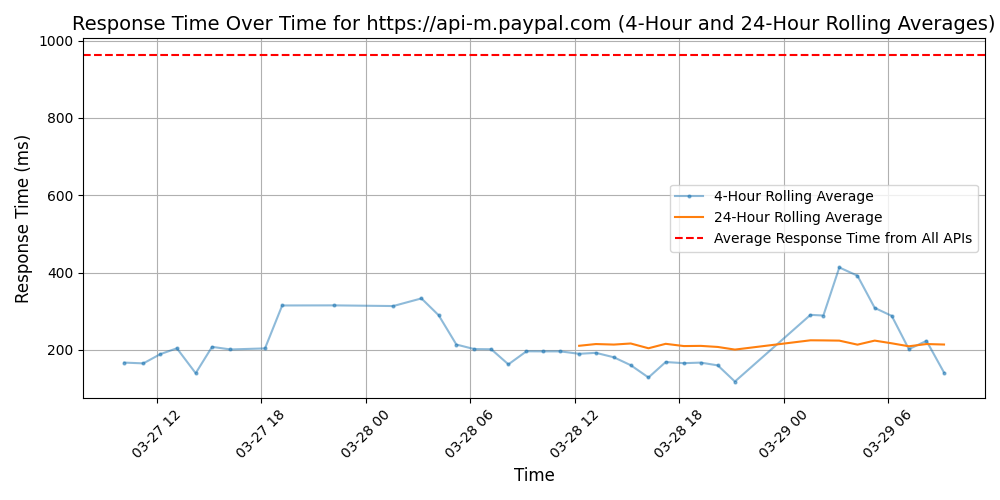 Response Time Over Time for https://api-m.paypal.com (4-Hour and 24-Hour Rolling Averages)
Response Time (ms)
1000
800
600
400
200
4-Hour Rolling Average
24-Hour Rolling Average
Average Response Time from All APIs
03-27 12
03-27 18
03-28 00
03-28 06
03-28 12
03-28 18
03-29 00
03-29 06
Time